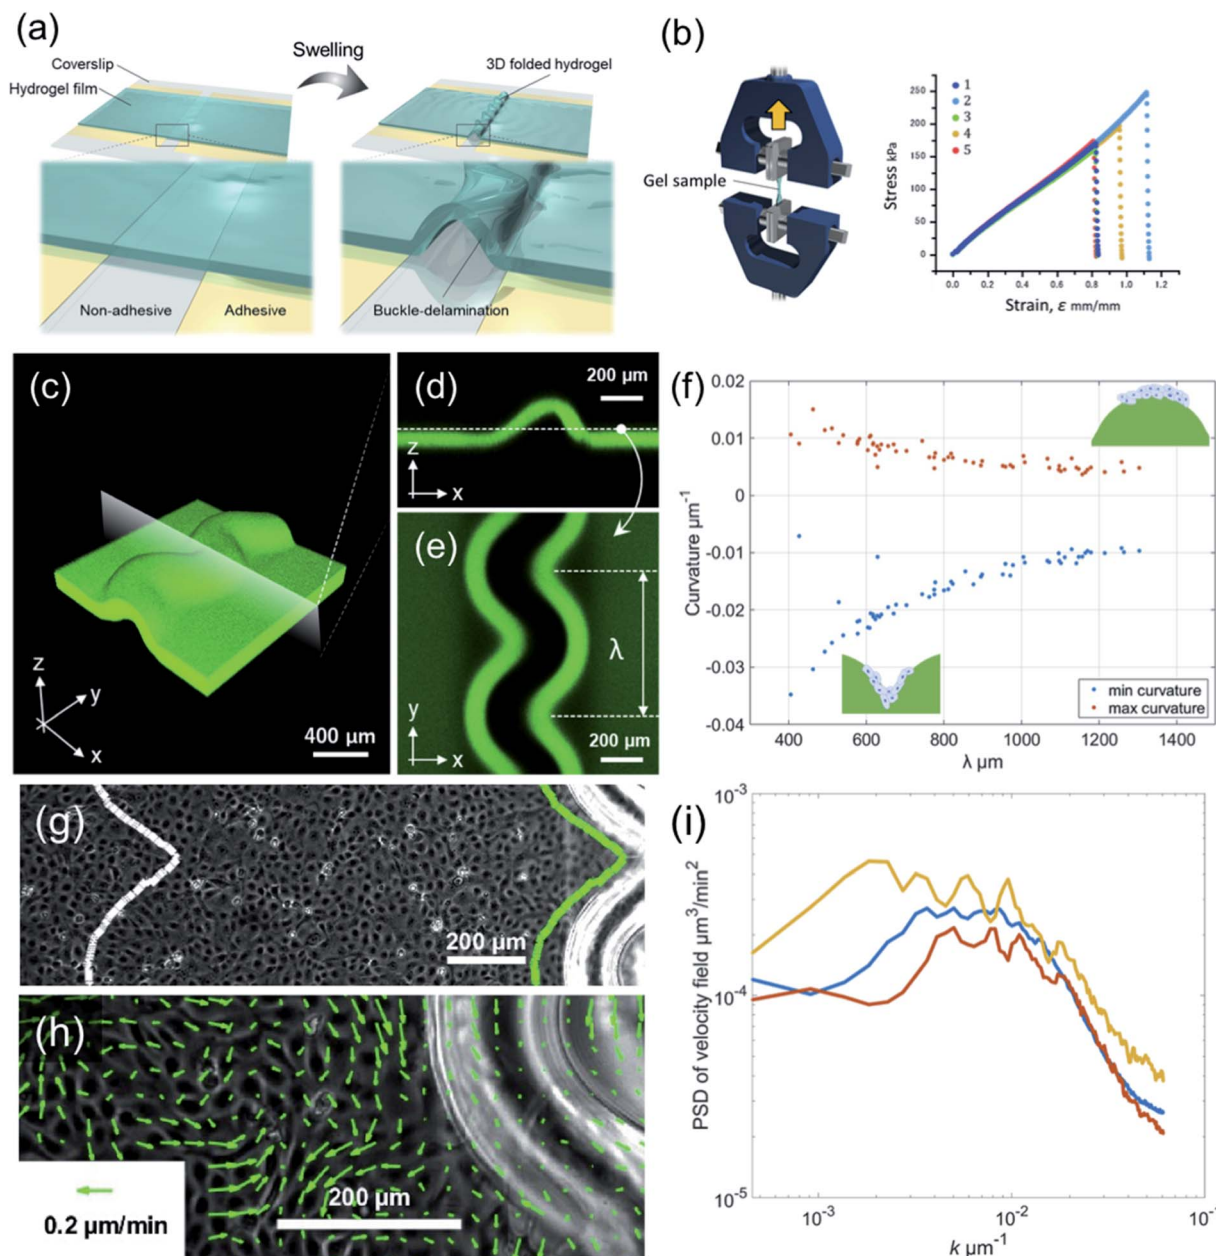 (a)
Swelling
Coverslip
Hydrogel film
3D folded hydrogel
Non-adhesive
Adhesive
Buckle-delamination
(b)
Gel sample
1
2
3
4
5
Stress kPa
250
200
150
100
50
0
0.0
0.2
0.4
0.6
0.8
1.0
1.2
Strain, ε mm/mm
(c)
z
y
x
400 μm
(d)
200 μm
z
x
(e)
λ
y
x
200 μm
(f)
Curvature μm⁻¹
0.02
0.01
0
-0.01
-0.02
-0.03
-0.04
min curvature
max curvature
400
600
800
1000
1200
1400
λ μm
(g)
200 μm
(h)
200 μm
0.2 μm/min
(i)
PSD of velocity field μm³/min²
10⁻³
10⁻⁴
10⁻⁵
10⁻³
10⁻²
10⁻¹
k μm⁻¹